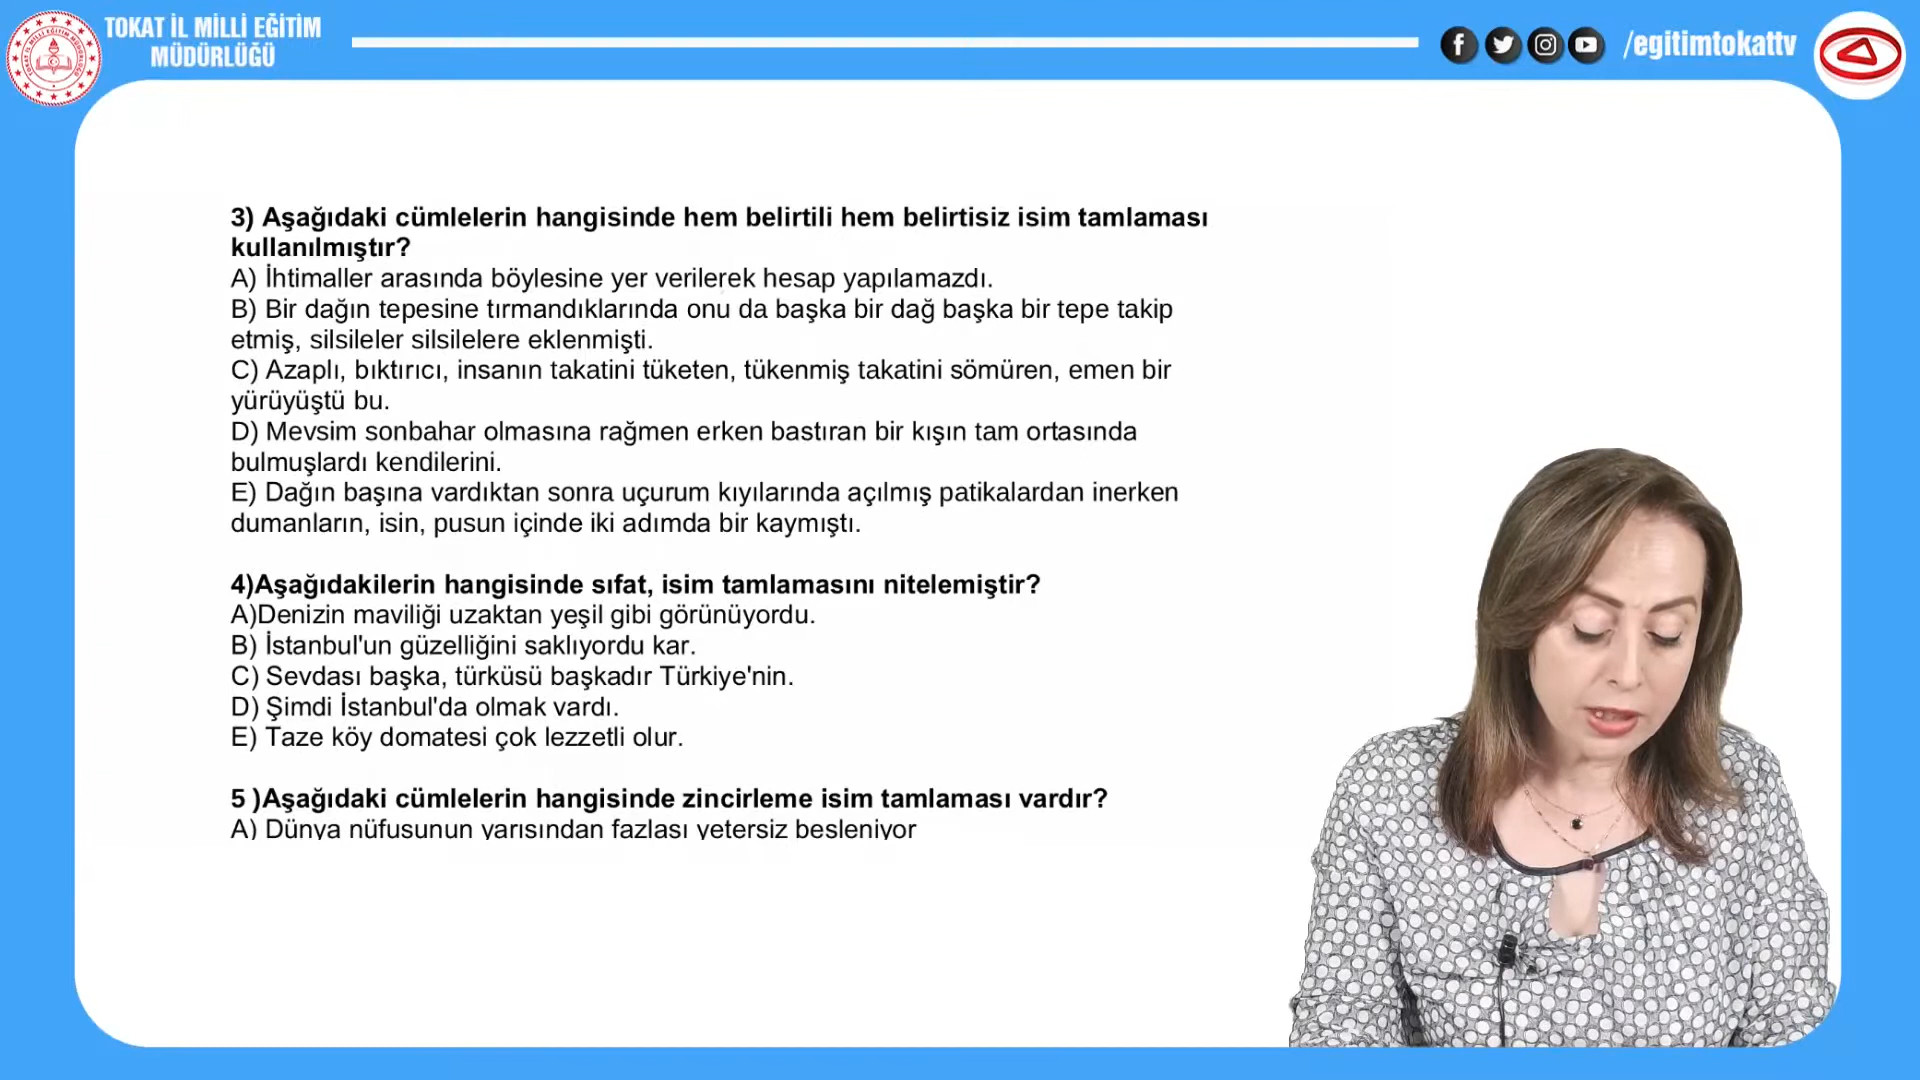 TOKAT İL MİLLİ EĞİTİM
MÜDÜRLÜĞÜ
/egitimtokattv
3) Aşağıdaki cümlelerin hangisinde hem belirtili hem belirtisiz isim tamlaması
kullanılmıştır?
A) İhtimaller arasında böylesine yer verilerek hesap yapılamazdı.
B) Bir dağın tepesine tırmandıklarında onu da başka bir dağ başka bir tepe takip
etmiş, silsileler silsilelere eklenmişti.
C) Azaplı, bıktırıcı, insanın takatini tüketen, tükenmiş takatini sömüren, emen bir
yürüyüştü bu.
D) Mevsim sonbahar olmasına rağmen erken bastıran bir kışın tam ortasında
bulmuşlardı kendilerini.
E) Dağın başına vardıktan sonra uçurum kıyılarında açılmış patikalardan inerken
dumanların, isin, pusun içinde iki adımda bir kaymıştı.
4)Aşağıdakilerin hangisinde sıfat, isim tamlamasını nitelemiştir?
A)Denizin maviliği uzaktan yeşil gibi görünüyordu.
B) İstanbul'un güzelliğini saklıyordu kar.
C) Sevdası başka, türküsü başkadır Türkiye'nin.
D) Şimdi İstanbul'da olmak vardı.
E) Taze köy domatesi çok lezzetli olur.
5 )Aşağıdaki cümlelerin hangisinde zincirleme isim tamlaması vardır?
A) Dünya nüfusunun yarısından fazlası yetersiz besleniyor